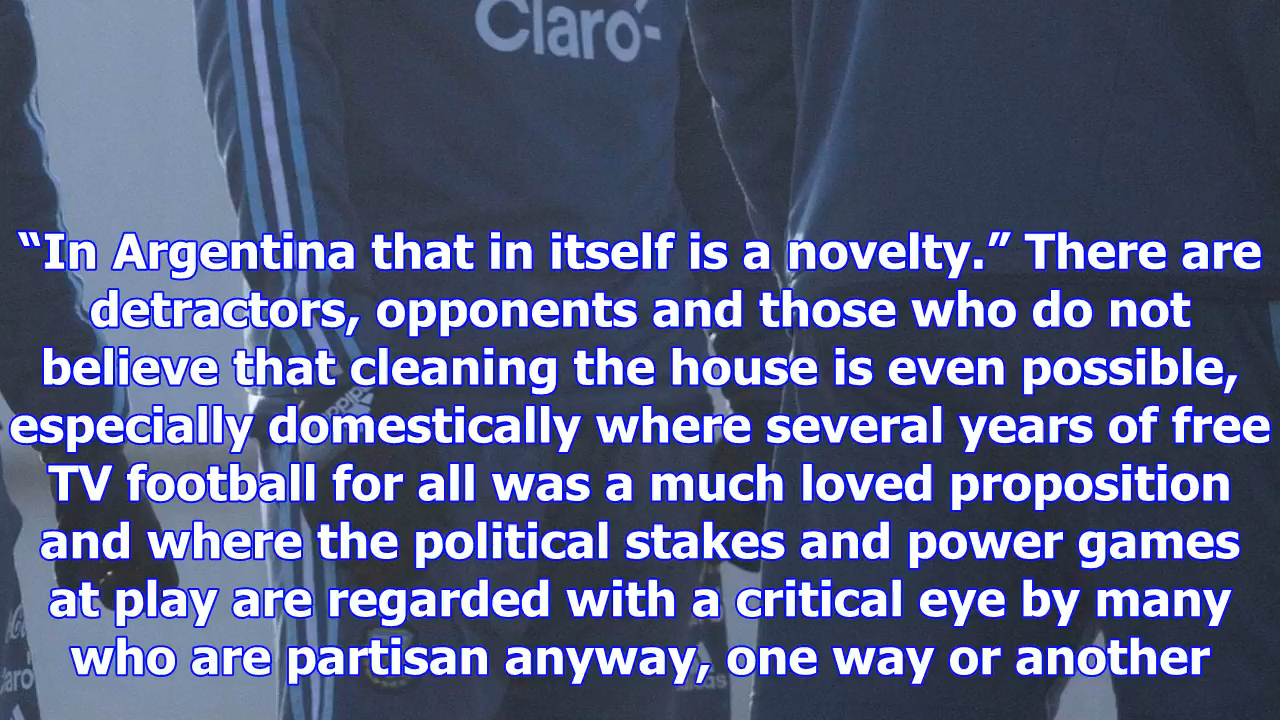 Claro-
“In Argentina that in itself is a novelty.” There are
detractors, opponents and those who do not
believe that cleaning the house is even possible,
especially domestically where several years of free
adidas
TV football for all was a much loved proposition
and where the political stakes and power games
at play are regarded with a critical eye by many
who are partisan anyway, one way or another